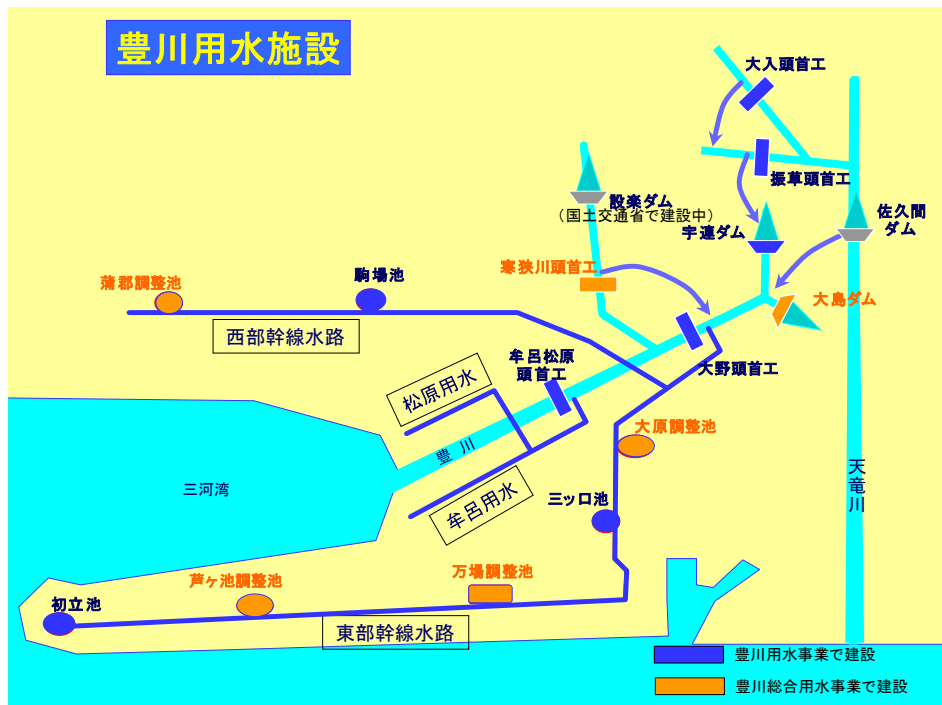 豊川用水施設
大入頭首工
振草頭首工
設楽ダム
（国土交通省で建設中）
宇連ダム
佐久間
ダム
寒狭川頭首工
大島ダム
蒲郡調整池
駒場池
西部幹線水路
牟呂松原
頭首工
大野頭首工
松原用水
大原調整池
豊川
牟呂用水
天竜川
三河湾
三ッ口池
万場調整池
芦ヶ池調整池
初立池
東部幹線水路
豊川用水事業で建設
豊川総合用水事業で建設